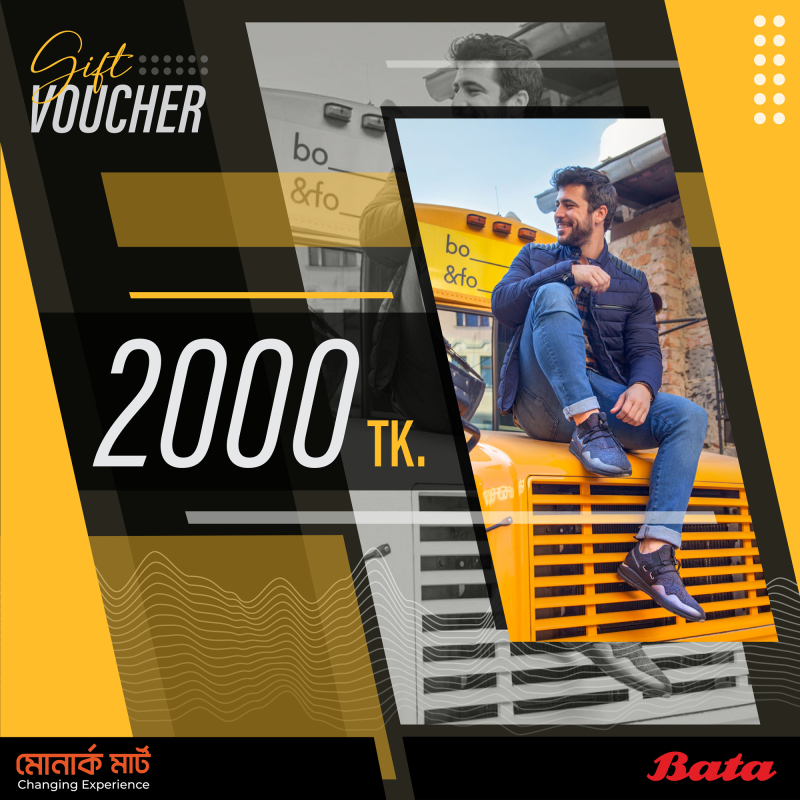 Gift
VOUCHER
bo
&fo
bo
&fo
2000 TK.
মোনার্ক মার্ট
Changing Experience
Bata